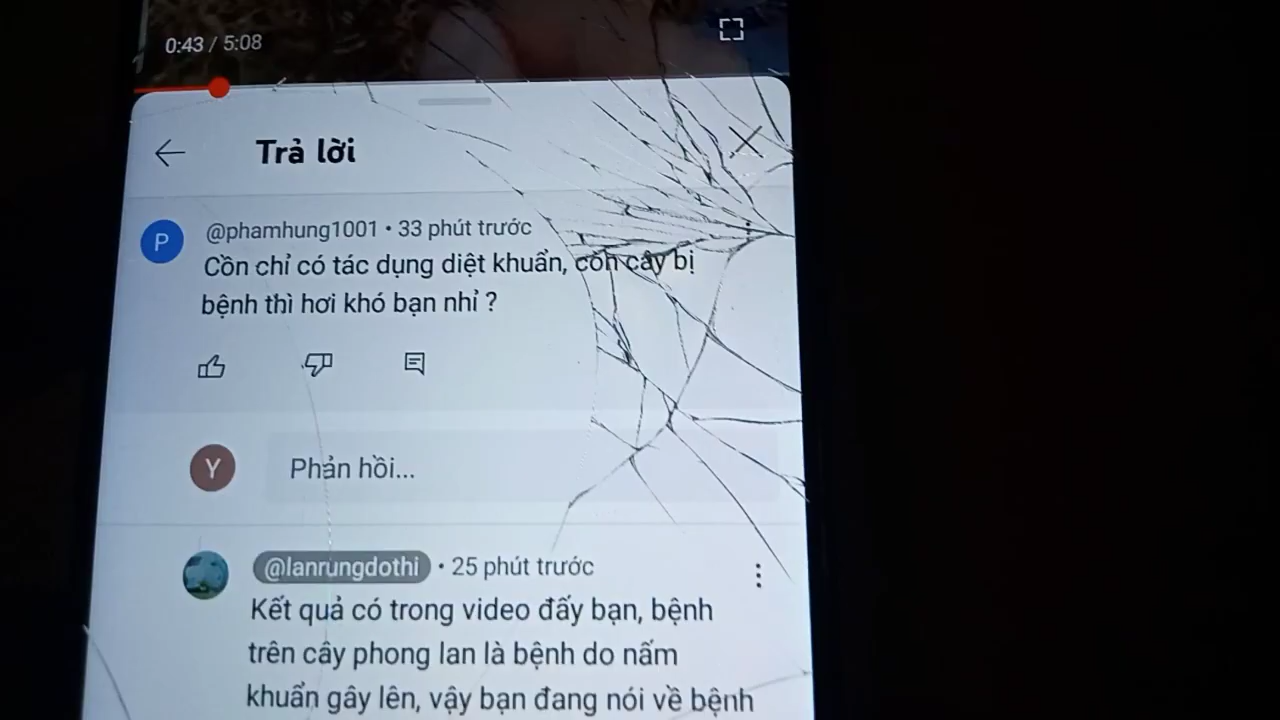 0:43 / 5:08
Trả lời
P
@phamhung1001 • 33 phút trước
Cồn chỉ có tác dụng diệt khuẩn, còn cây bị
bệnh thì hơi khó bạn nhỉ ?
Y
Phản hồi...
@lanrungdothi • 25 phút trước
Kết quả có trong video đấy bạn, bệnh
trên cây phong lan là bệnh do nấm
khuẩn gây lên, vậy bạn đang nói về bệnh